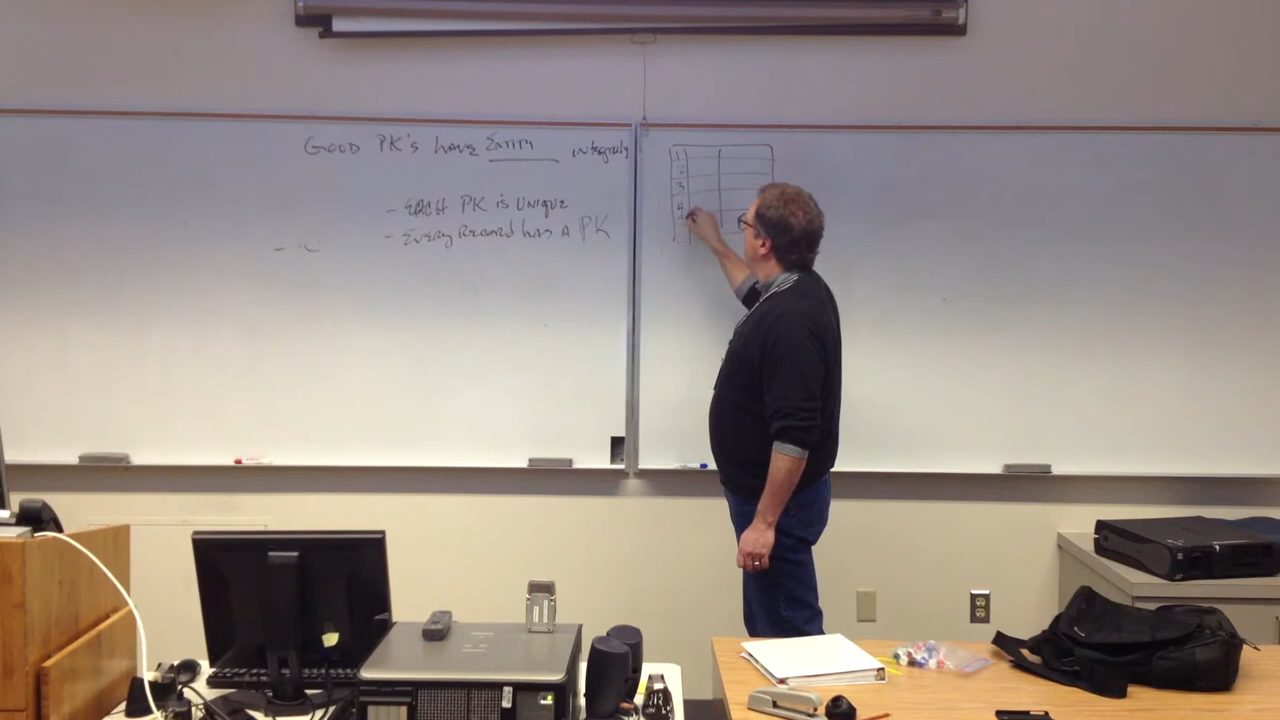 GOOD PK's HAVE ENTITY integrity
- EACH PK is UNIQUE
- EVERY RECORD HAS A PK
1
2
3
4